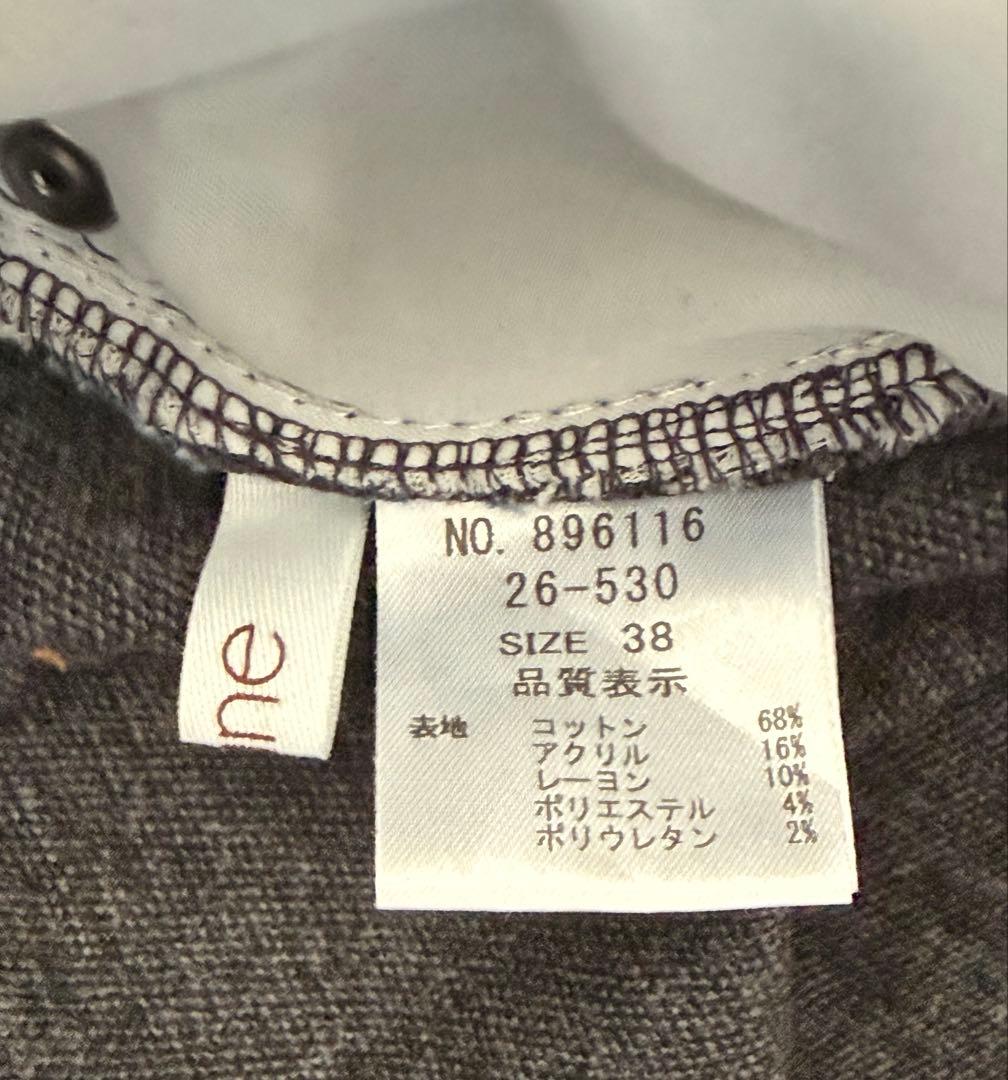 ne
NO. 896116
26-530
SIZE 38
品質表示
表地 コットン 68%
アクリル 16%
レーヨン 10%
ポリエステル 4%
ポリウレタン 2%